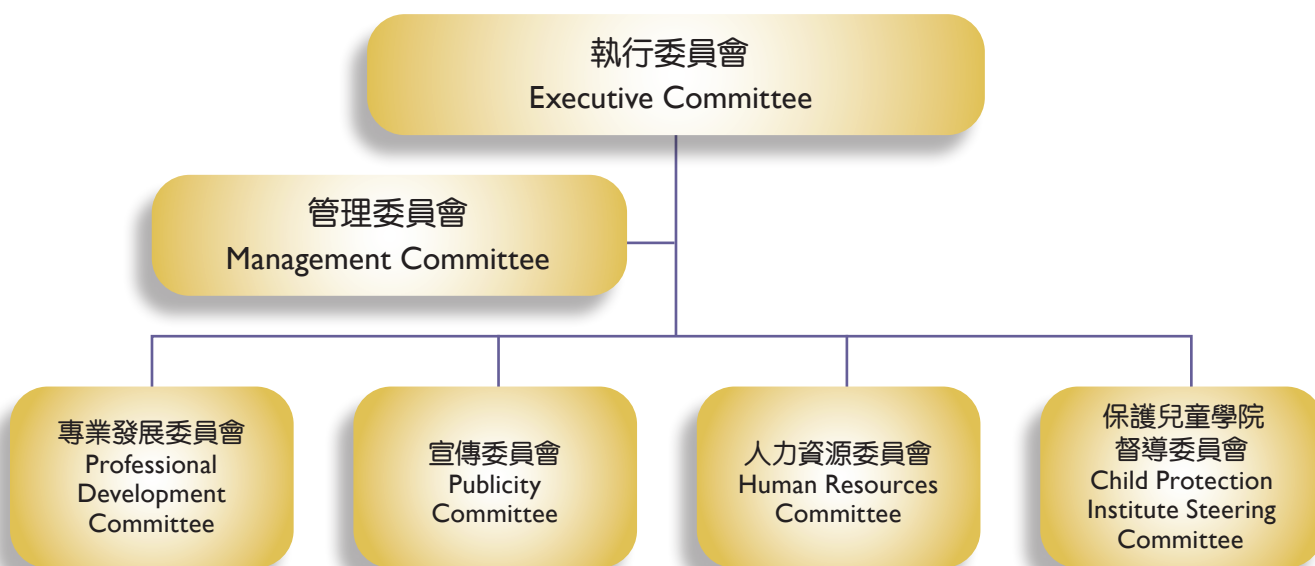 執行委員會
Executive Committee
管理委員會
Management Committee
專業發展委員會
Professional
Development
Committee
宣傳委員會
Publicity
Committee
人力資源委員會
Human Resources
Committee
保護兒童學院
督導委員會
Child Protection
Institute Steering
Committee